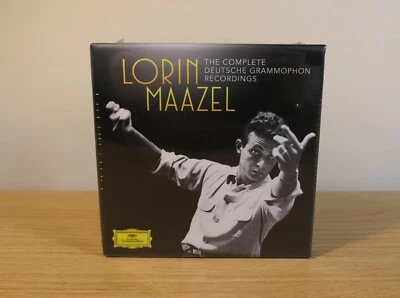 LORIN
MAAZEL
THE COMPLETE
DEUTSCHE GRAMMOPHON
RECORDINGS